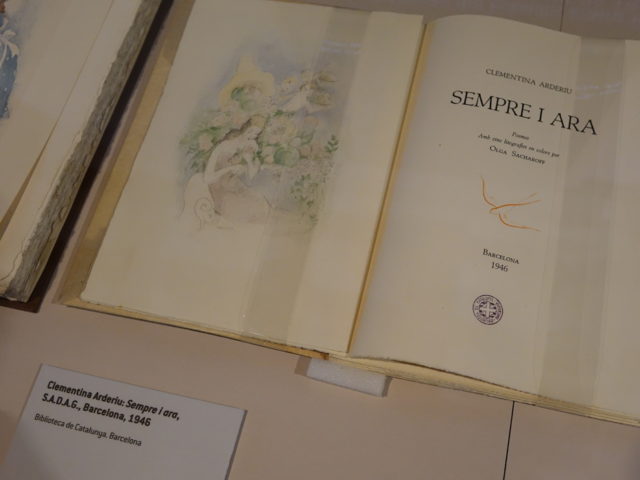 CLEMENTINA ARDERIU
SEMPRE I ARA
Poemes
Amb cinc litografies en colors per
OLGA SACHAROFF
BARCELONA
1946
Clementina Arderiu: Sempre i ara,
S.A.D.A.G., Barcelona, 1946
Biblioteca de Catalunya, Barcelona